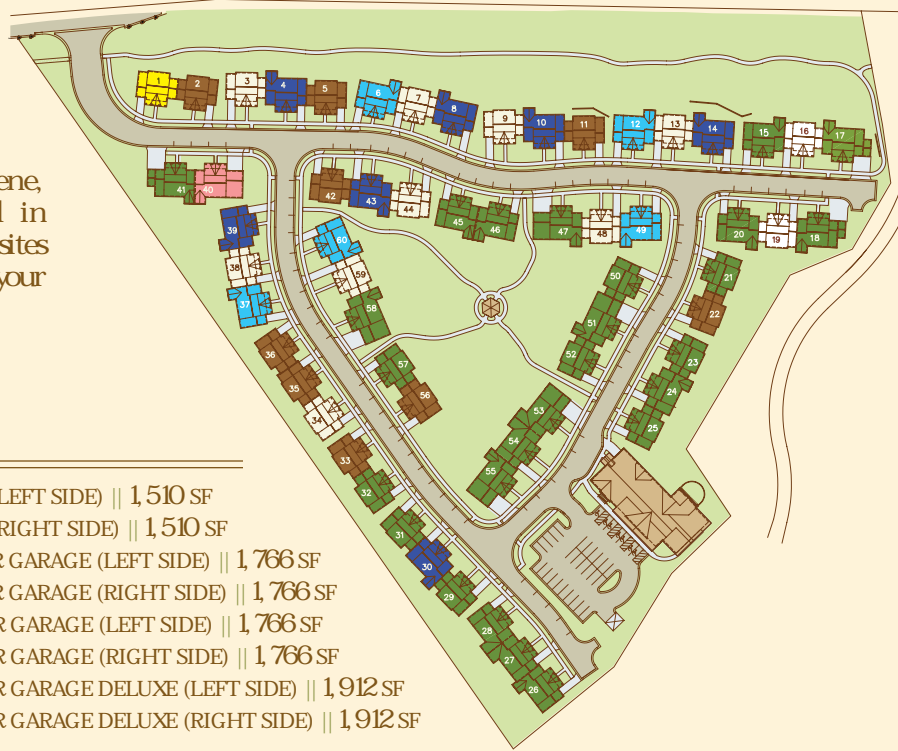 1 2 3 4 5 6 8 9 10 11 12 13 14 15 16 17
41 40 42 43 44 45 46 47 48 49 20 19 18
39 60
38 59
37 58
50 21
51 22
52 23
36 57 24
35 56 25
34 53
33 54
32 55
31
30
29
28
27
26
ene,
l in
sites
your
LEFT SIDE) || 1,510 SF
RIGHT SIDE) || 1,510 SF
R GARAGE (LEFT SIDE) || 1,766 SF
R GARAGE (RIGHT SIDE) || 1,766 SF
R GARAGE (LEFT SIDE) || 1,766 SF
R GARAGE (RIGHT SIDE) || 1,766 SF
R GARAGE DELUXE (LEFT SIDE) || 1,912 SF
R GARAGE DELUXE (RIGHT SIDE) || 1,912 SF